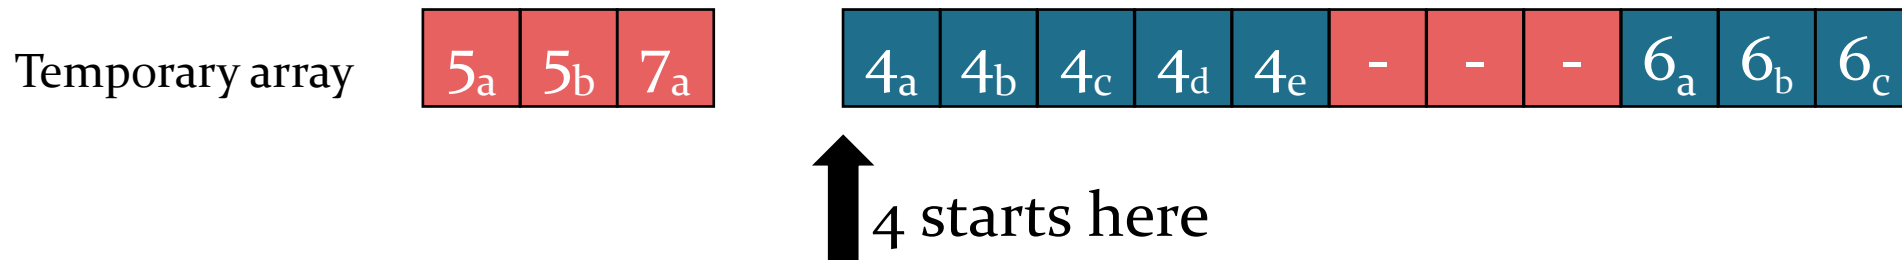 Temporary array 5a 5b 7a 4a 4b 4c 4d 4e - - - 6a 6b 6c
4 starts here